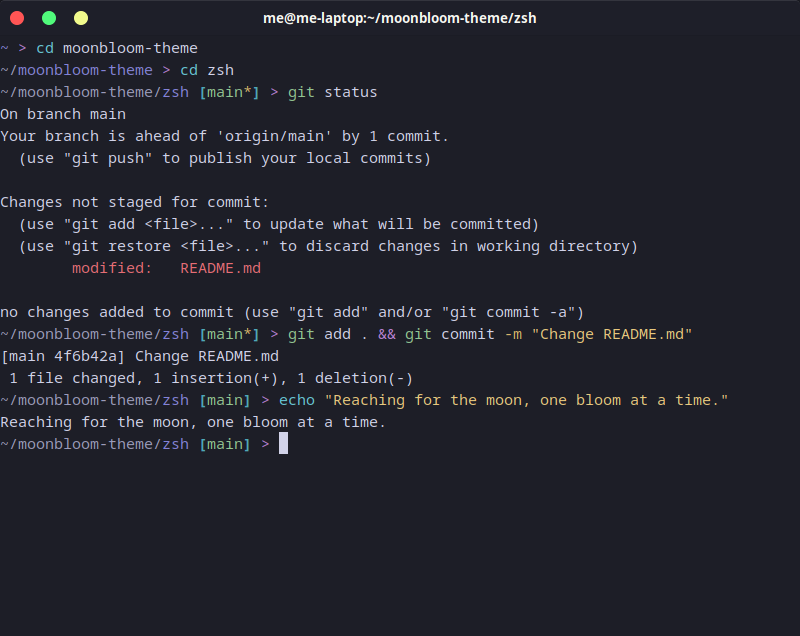 me@me-laptop:~/moonbloom-theme/zsh
~ > cd moonbloom-theme
~/moonbloom-theme > cd zsh
~/moonbloom-theme/zsh [main*] > git status
On branch main
Your branch is ahead of 'origin/main' by 1 commit.
  (use "git push" to publish your local commits)

Changes not staged for commit:
  (use "git add <file>..." to update what will be committed)
  (use "git restore <file>..." to discard changes in working directory)
        modified:   README.md

no changes added to commit (use "git add" and/or "git commit -a")
~/moonbloom-theme/zsh [main*] > git add . && git commit -m "Change README.md"
[main 4f6b42a] Change README.md
 1 file changed, 1 insertion(+), 1 deletion(-)
~/moonbloom-theme/zsh [main] > echo "Reaching for the moon, one bloom at a time."
Reaching for the moon, one bloom at a time.
~/moonbloom-theme/zsh [main] >